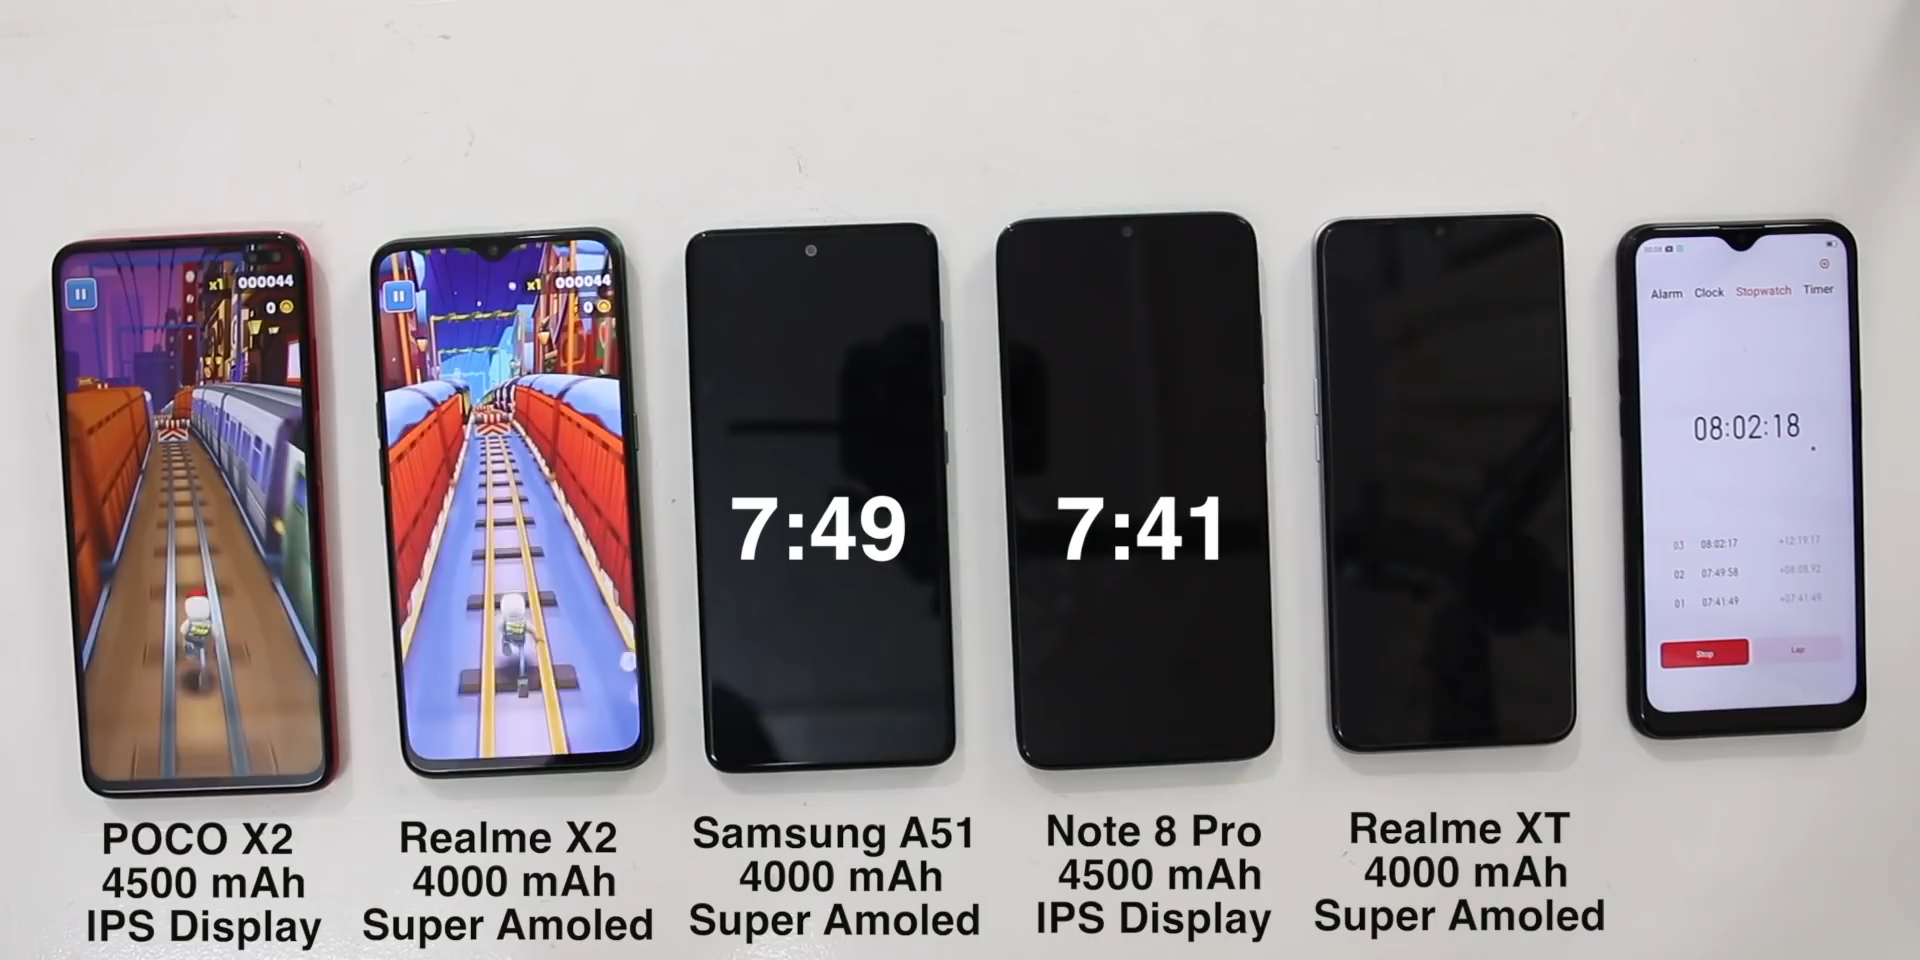 x1 000044
0
x1 000044
0
7:49
7:41
Alarm Clock Stopwatch Timer
08:02:18
03 08:02:17 +12:19.17
02 07:49:58 +08:08.92
01 07:41:49 +07:41:49
Stop Lap
POCO X2
4500 mAh
IPS Display
Realme X2
4000 mAh
Super Amoled
Samsung A51
4000 mAh
Super Amoled
Note 8 Pro
4500 mAh
IPS Display
Realme XT
4000 mAh
Super Amoled